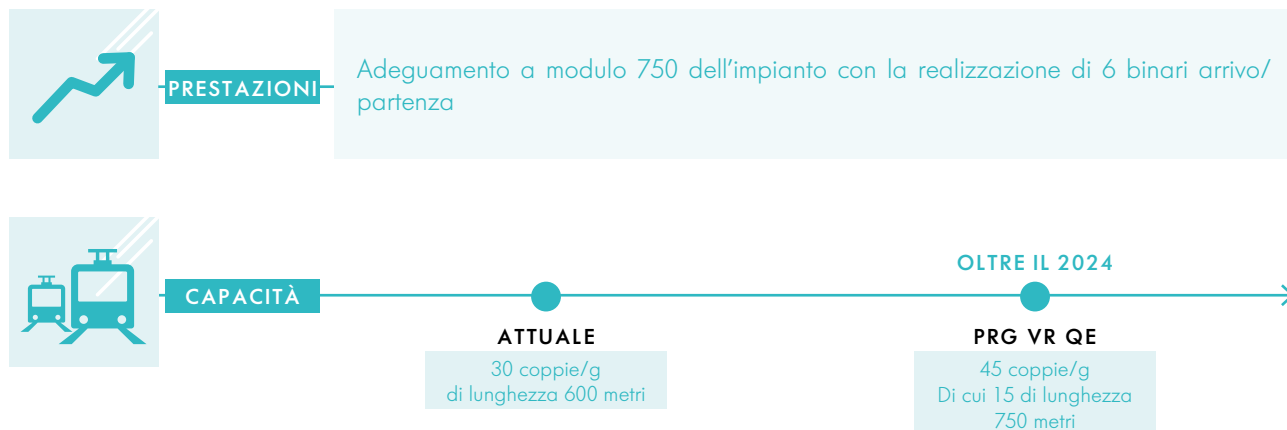 PRESTAZIONI
Adeguamento a modulo 750 dell'impianto con la realizzazione di 6 binari arrivo/
partenza
CAPACITÀ
OLTRE IL 2024
ATTUALE
30 coppie/g
di lunghezza 600 metri
PRG VR QE
45 coppie/g
Di cui 15 di lunghezza
750 metri